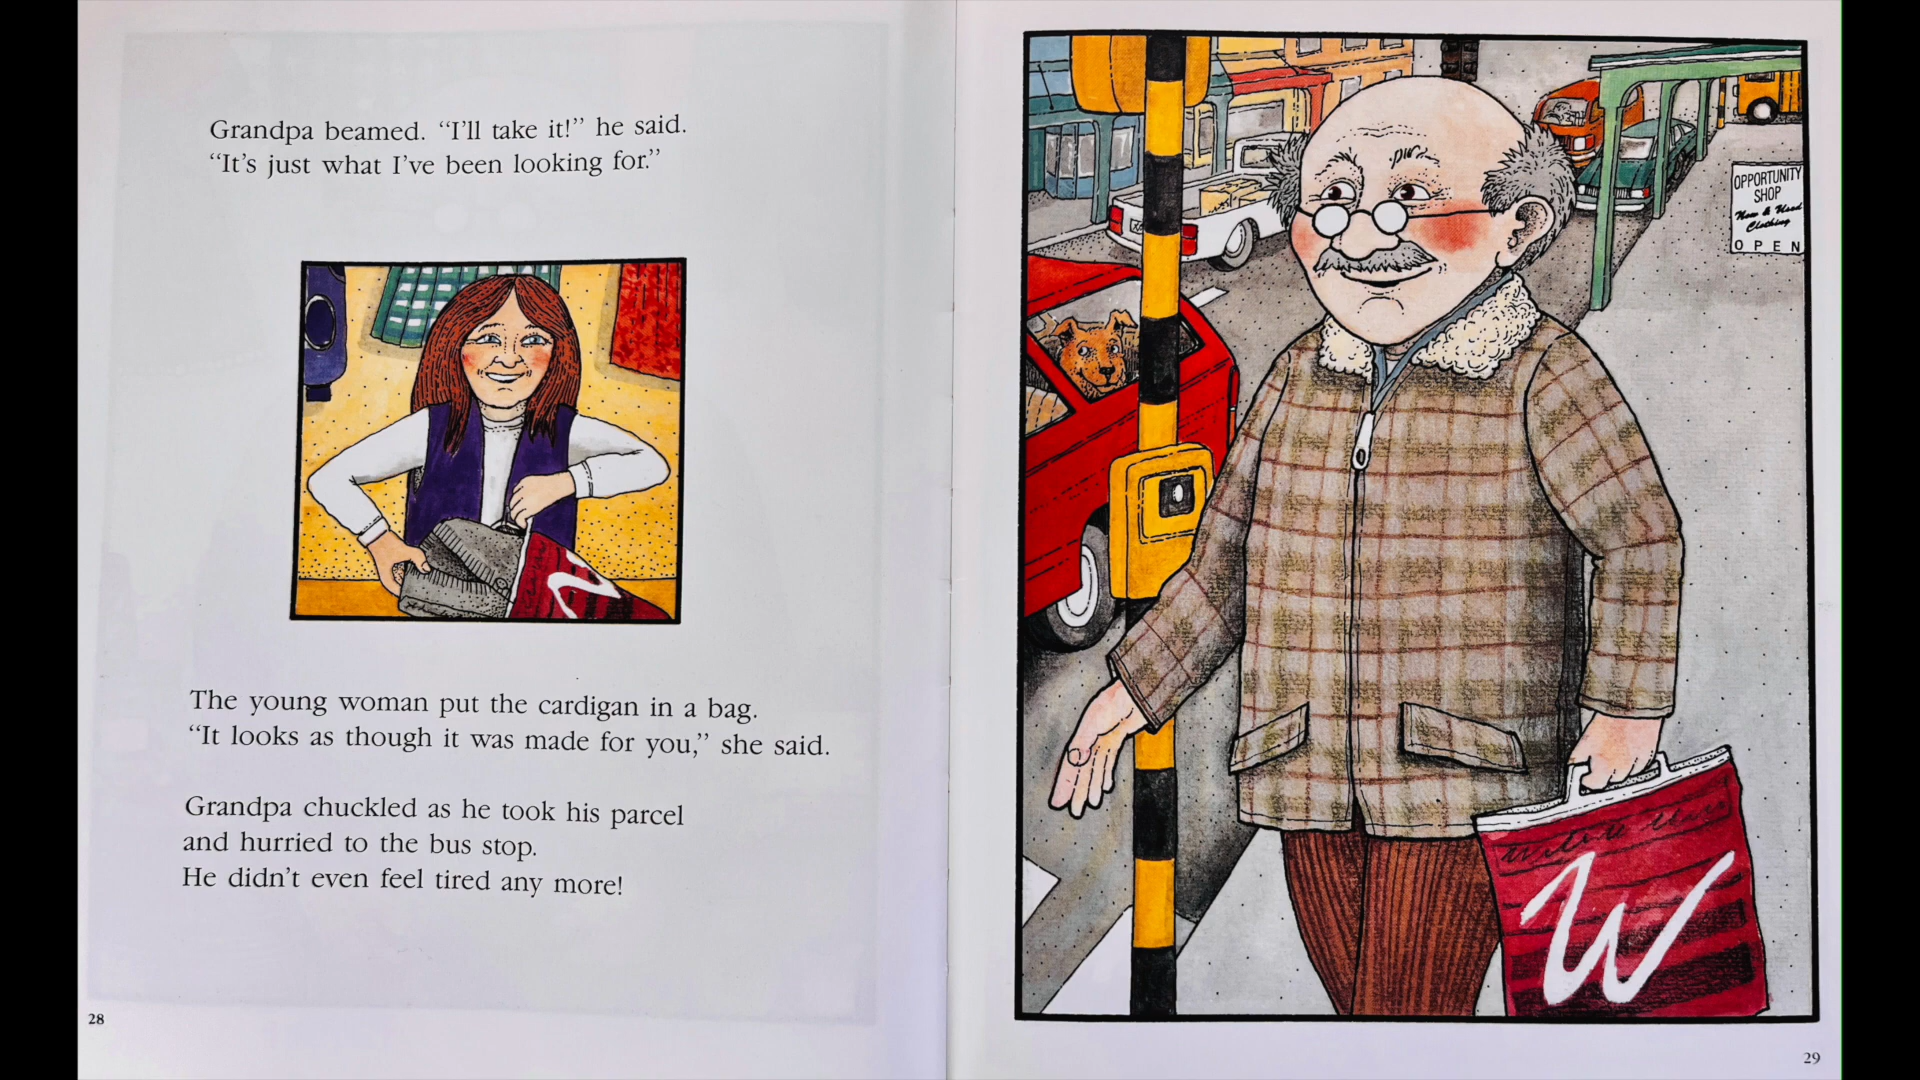 Grandpa beamed. “I’ll take it!” he said.
“It’s just what I’ve been looking for.”
The young woman put the cardigan in a bag.
“It looks as though it was made for you,” she said.
Grandpa chuckled as he took his parcel
and hurried to the bus stop.
He didn’t even feel tired any more!
28
OPPORTUNITY
SHOP
New & Used
Clothing
OPEN
W
29